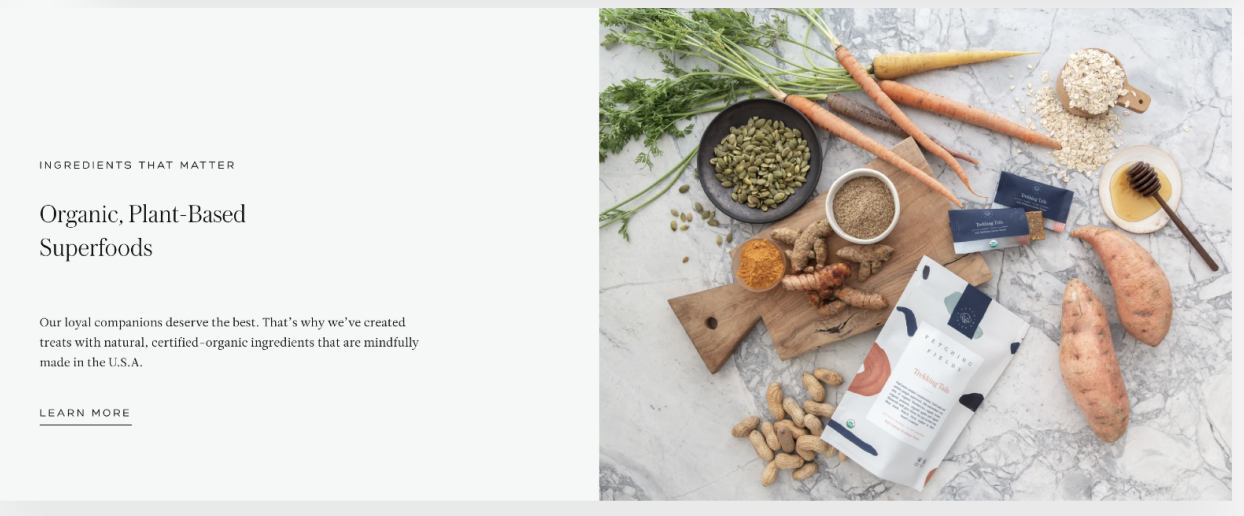 INGREDIENTS THAT MATTER
Organic, Plant-Based
Superfoods
Our loyal companions deserve the best. That's why we've created
treats with natural, certified-organic ingredients that are mindfully
made in the U.S.A.
LEARN MORE
Trekking Tails
Trekking Tails
FETCHING
FIELDS
Trekking Tails